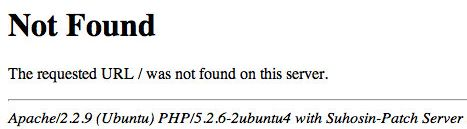 Not Found
The requested URL / was not found on this server.
Apache/2.2.9 (Ubuntu) PHP/5.2.6-2ubuntu4 with Suhosin-Patch Server